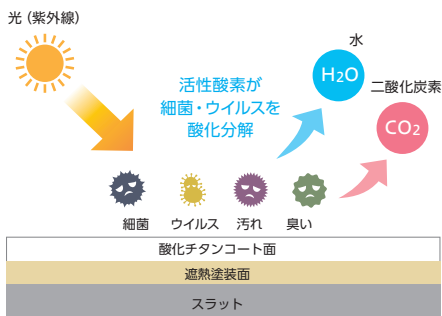 光（紫外線）
活性酸素が
細菌・ウイルスを
酸化分解
水
H2O
二酸化炭素
CO2
細菌 ウイルス 汚れ 臭い
酸化チタンコート面
遮熱塗装面
スラット